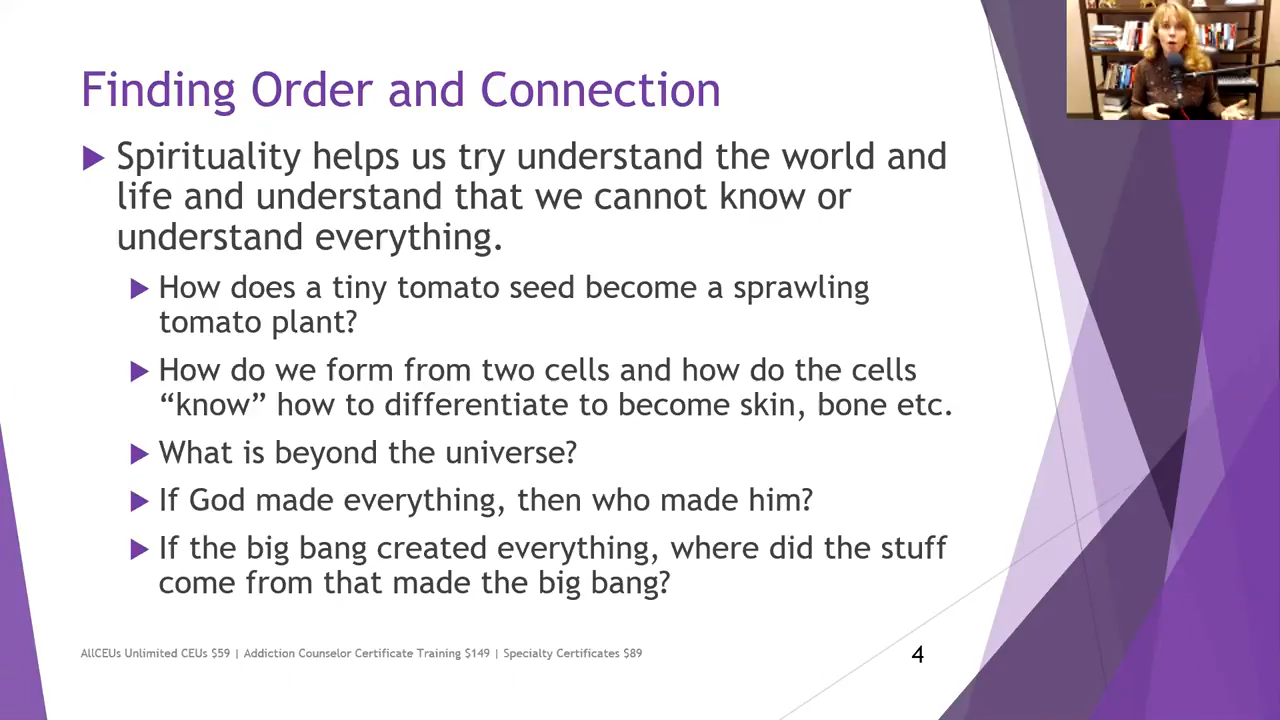 Finding Order and Connection
Spirituality helps us try understand the world and
life and understand that we cannot know or
understand everything.
How does a tiny tomato seed become a sprawling
tomato plant?
How do we form from two cells and how do the cells
“know” how to differentiate to become skin, bone etc.
What is beyond the universe?
If God made everything, then who made him?
If the big bang created everything, where did the stuff
come from that made the big bang?
AllCEUs Unlimited CEUs $59 | Addiction Counselor Certificate Training $149 | Specialty Certificates $89
4